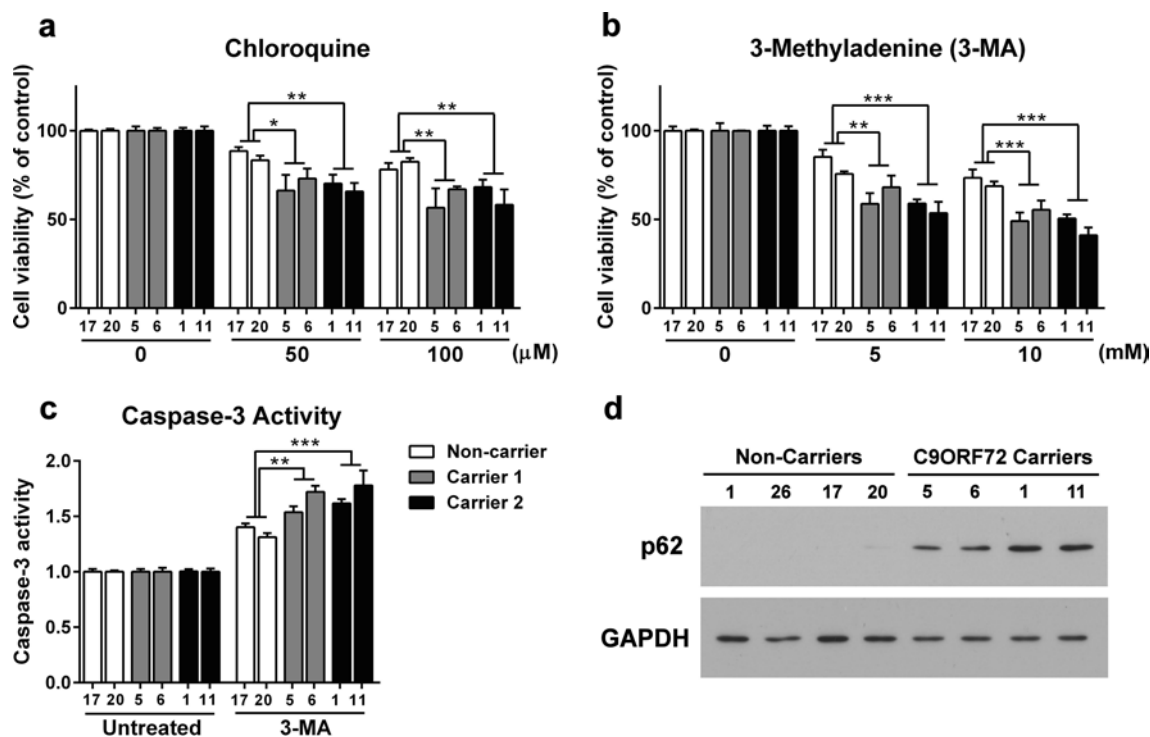 a
Chloroquine
Cell viability (% of control)
100
50
0
* ** ** **
17 20 5 6 1 11 17 20 5 6 1 11 17 20 5 6 1 11
0 50 100 (μM)
b
3-Methyladenine (3-MA)
Cell viability (% of control)
100
50
0
** *** *** ***
17 20 5 6 1 11 17 20 5 6 1 11 17 20 5 6 1 11
0 5 10 (mM)
c
Caspase-3 Activity
Caspase-3 activity
2.0
1.5
1.0
0.5
0.0
***
**
17 20 5 6 1 11 17 20 5 6 1 11
Untreated 3-MA
Non-carrier
Carrier 1
Carrier 2
d
Non-Carriers C9ORF72 Carriers
1 26 17 20 5 6 1 11
p62
GAPDH